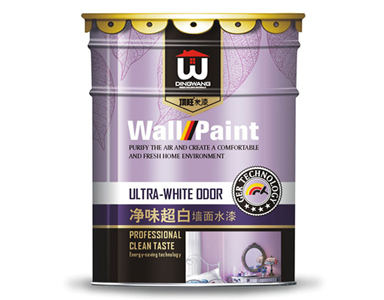 DINGWANG
頂旺水漆
Wall Paint
PURIFY THE AIR AND CREATE A COMFORTABLE
AND FRESH HOME ENVIRONMENT
GER TECHNOLOGY
ULTRA-WHITE ODOR
净味超白墙面水漆
PROFESSIONAL
CLEAN TASTE
Energy-saving technology